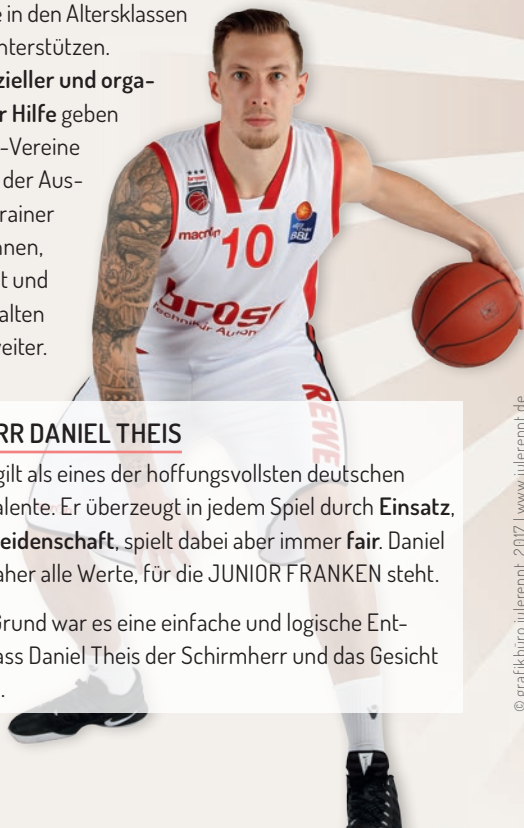 e in den Altersklassen
nterstützen.
zieller und orga-
r Hilfe geben
-Vereine
der Aus-
rainer
nnen,
t und
alten
eiter.
macron
10
BBL
brose
REWE
RR DANIEL THEIS
gilt als eines der hoffnungsvollsten deutschen
alente. Er überzeugt in jedem Spiel durch Einsatz,
eidenschaft, spielt dabei aber immer fair. Daniel
aher alle Werte, für die JUNIOR FRANKEN steht.
Grund war es eine einfache und logische Ent-
ass Daniel Theis der Schirmherr und das Gesicht
.
© grafikbüro julerennt 2017 | www.julerennt.de